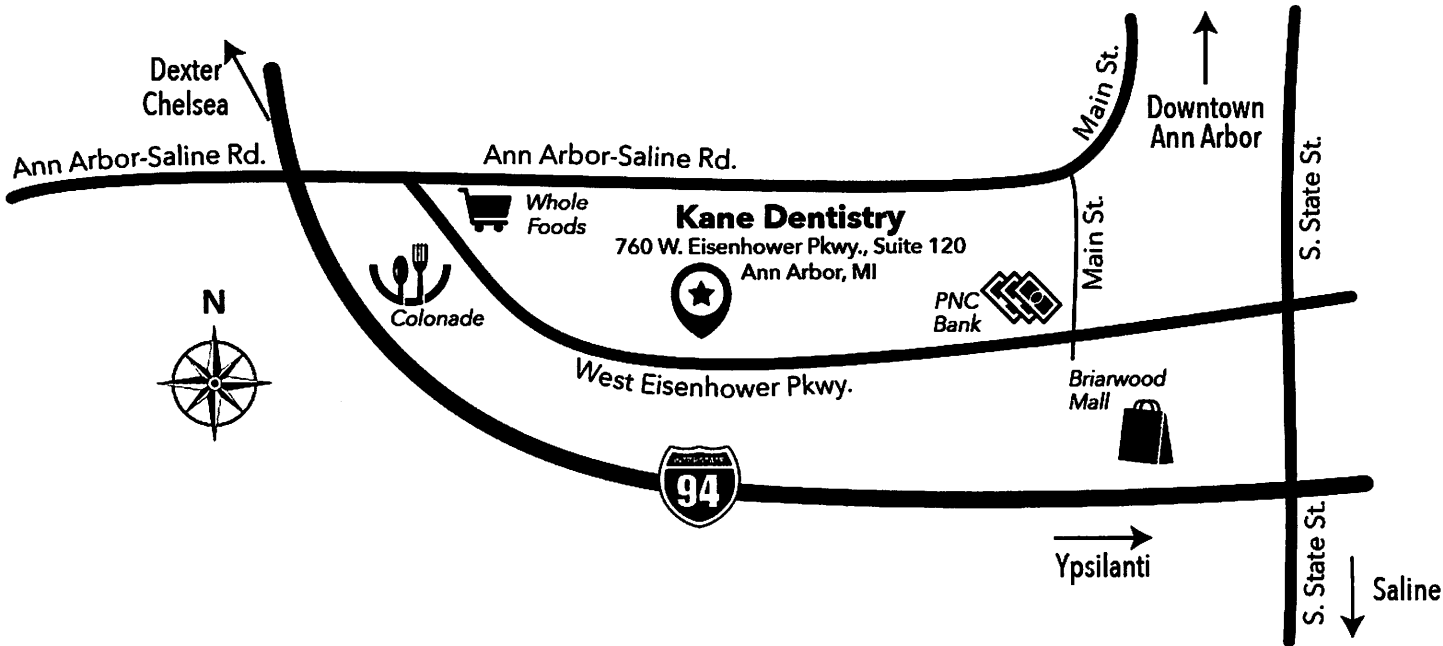 Dexter
Chelsea
Ann Arbor-Saline Rd.
Ann Arbor-Saline Rd.
Main St.
Downtown
Ann Arbor
S. State St.
Whole
Foods
Kane Dentistry
760 W. Eisenhower Pkwy., Suite 120
Ann Arbor, MI
Main St.
Colonade
PNC
Bank
N
West Eisenhower Pkwy.
Briarwood
Mall
94
Ypsilanti
S. State St.
Saline